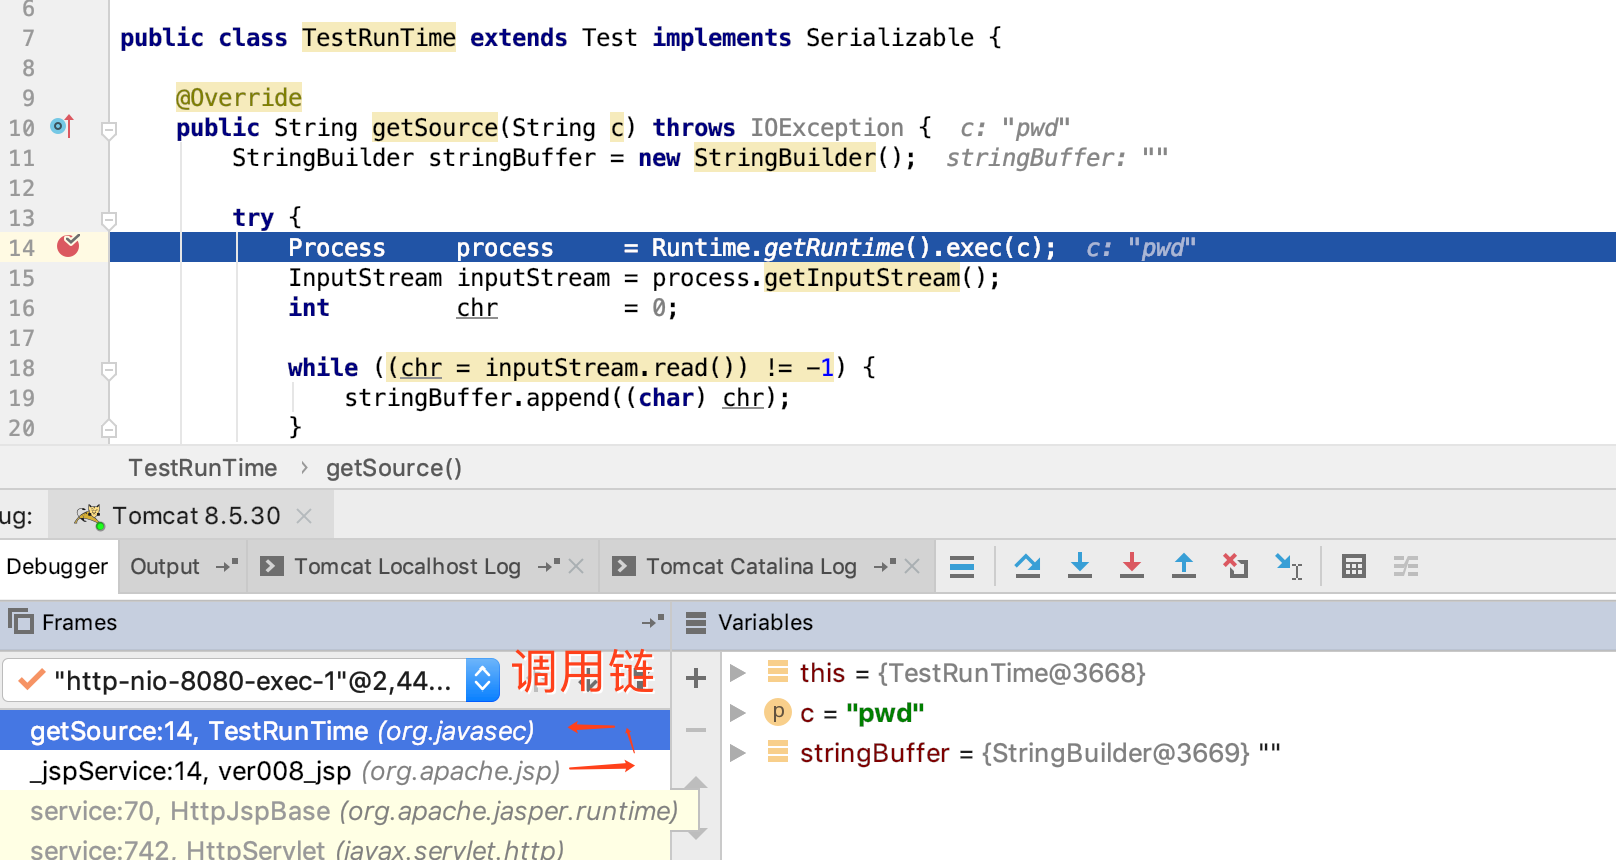 6
7 public class TestRunTime extends Test implements Serializable {
8
9 @Override
10 public String getSource(String c) throws IOException { c: "pwd"
11 StringBuilder stringBuffer = new StringBuilder(); stringBuffer: ""
12
13 try {
14 Process process = Runtime.getRuntime().exec(c); c: "pwd"
15 InputStream inputStream = process.getInputStream();
16 int chr = 0;
17
18 while ((chr = inputStream.read()) != -1) {
19 stringBuffer.append((char) chr);
20 }
TestRunTime › getSource()
ug: Tomcat 8.5.30
Debugger Output Tomcat Localhost Log Tomcat Catalina Log
Frames
Variables
"http-nio-8080-exec-1"@2,44... 调用链
getSource:14, TestRunTime (org.javasec)
_jspService:14, ver008_jsp (org.apache.jsp)
service:70, HttpJspBase (org.apache.jasper.runtime)
service:742, HttpServlet (javax.servlet.http)
this = {TestRunTime@3668}
p c = "pwd"
stringBuffer = {StringBuilder@3669} ""